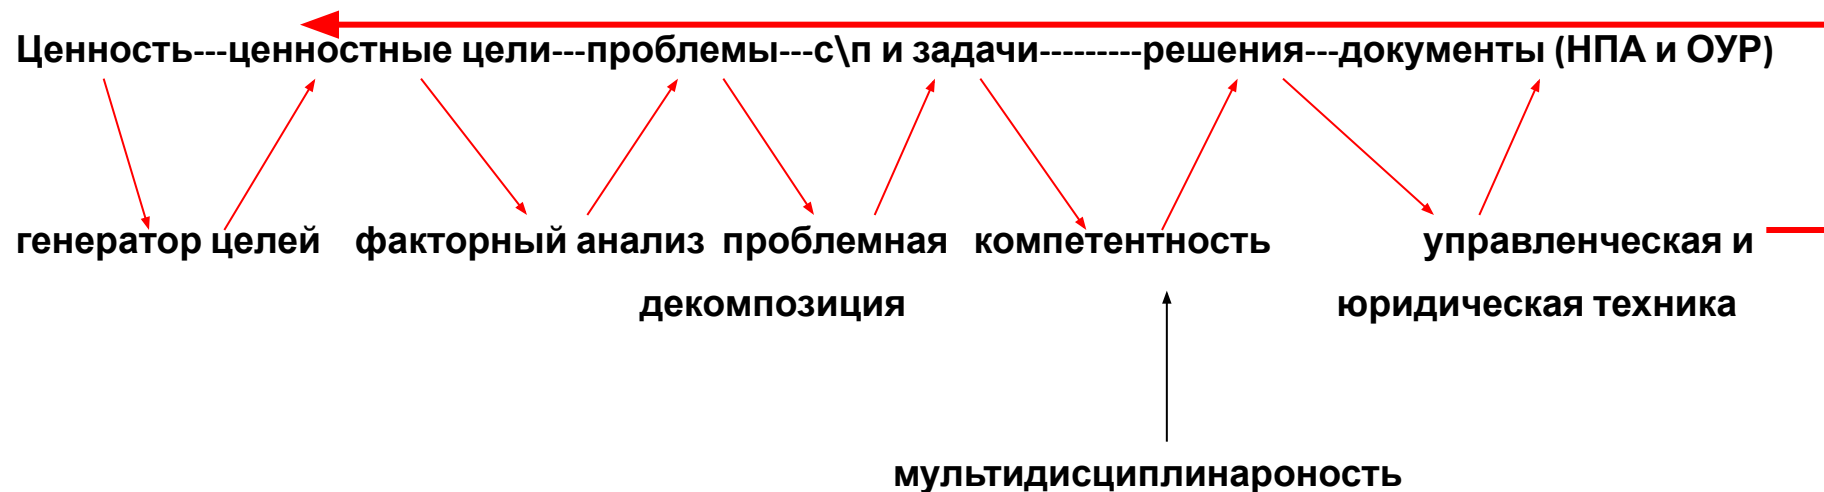 Ценность---ценностные цели---проблемы---с\п и задачи---------решения---документы (НПА и ОУР)
генератор целей факторный анализ проблемная компетентность управленческая и
декомпозиция юридическая техника
мультидисциплинароность